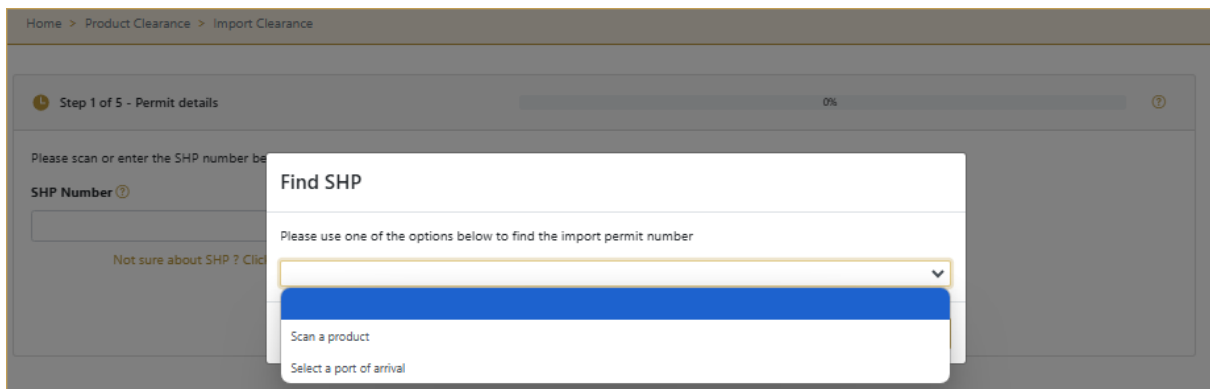 Home > Product Clearance > Import Clearance
Step 1 of 5 - Permit details 0%
Please scan or enter the SHP number be
SHP Number
Not sure about SHP ? Clic
Find SHP
Please use one of the options below to find the import permit number
Scan a product
Select a port of arrival